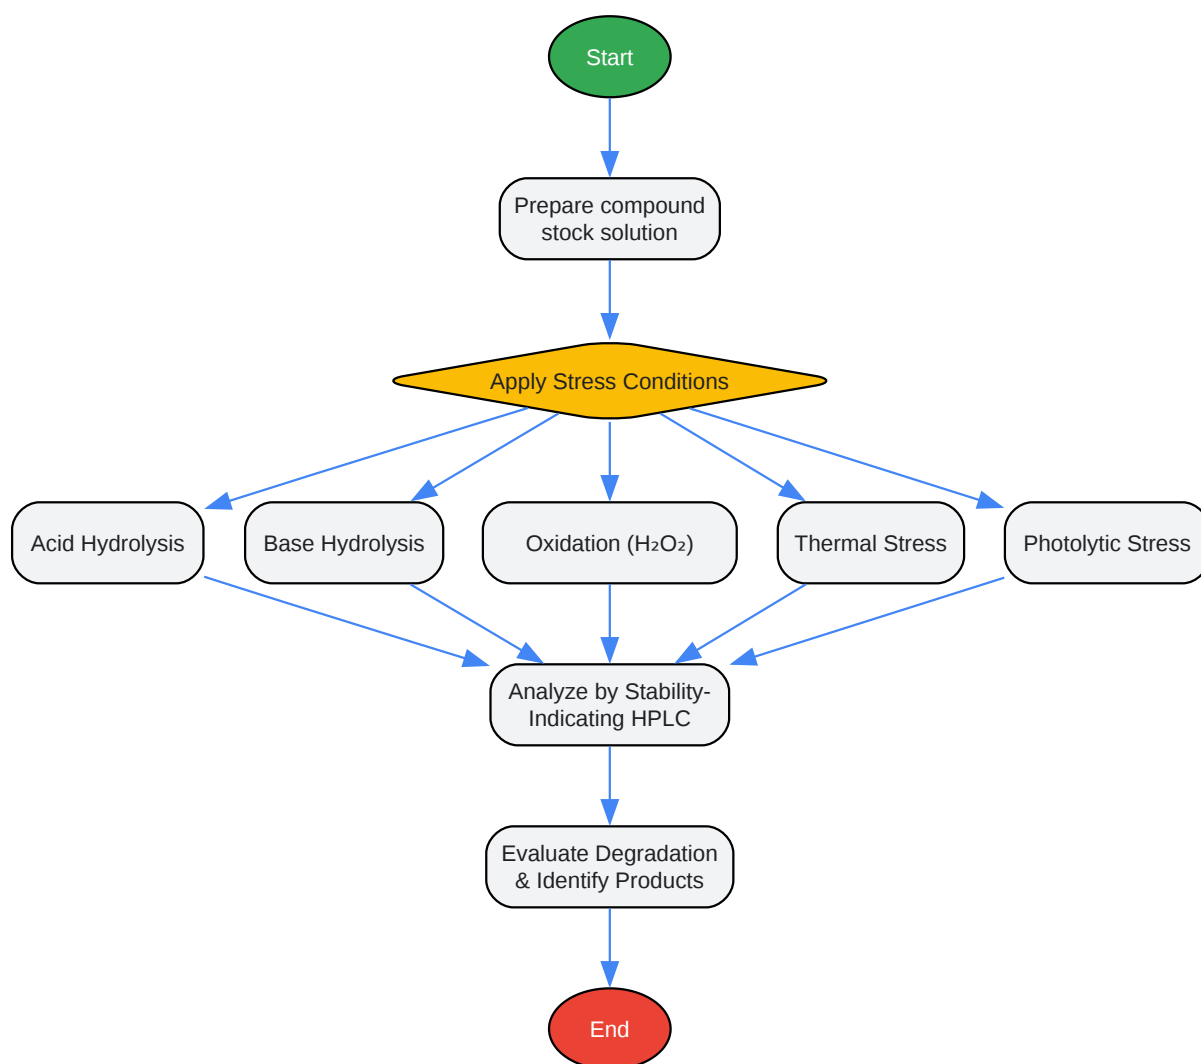 Start
Prepare compound
stock solution
Apply Stress Conditions
Acid Hydrolysis
Base Hydrolysis
Oxidation (H₂O₂)
Thermal Stress
Photolytic Stress
Analyze by Stability-
Indicating HPLC
Evaluate Degradation
& Identify Products
End